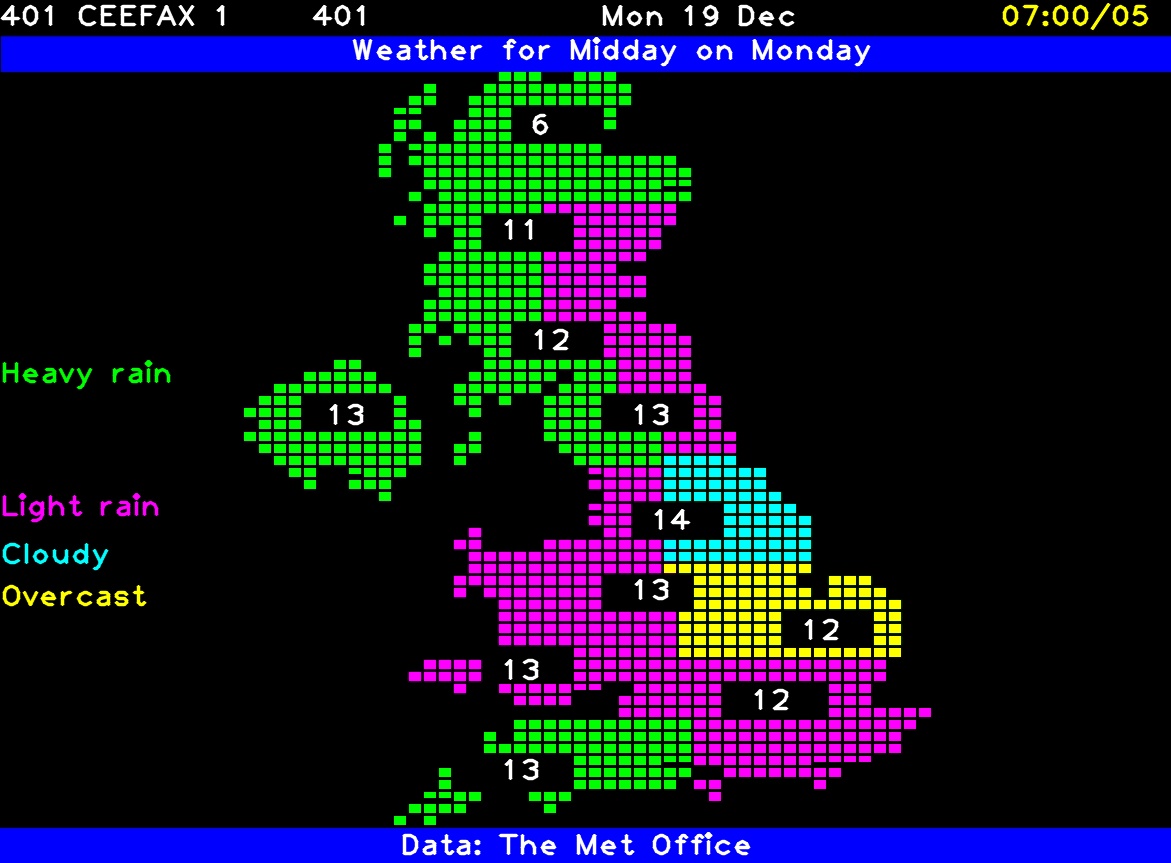 401 CEEFAX 1 401 Mon 19 Dec 07:00/05
Weather for Midday on Monday
6
11
12
Heavy rain
13 13
Light rain
14
Cloudy
13
Overcast
12
13
12
13
Data: The Met Office